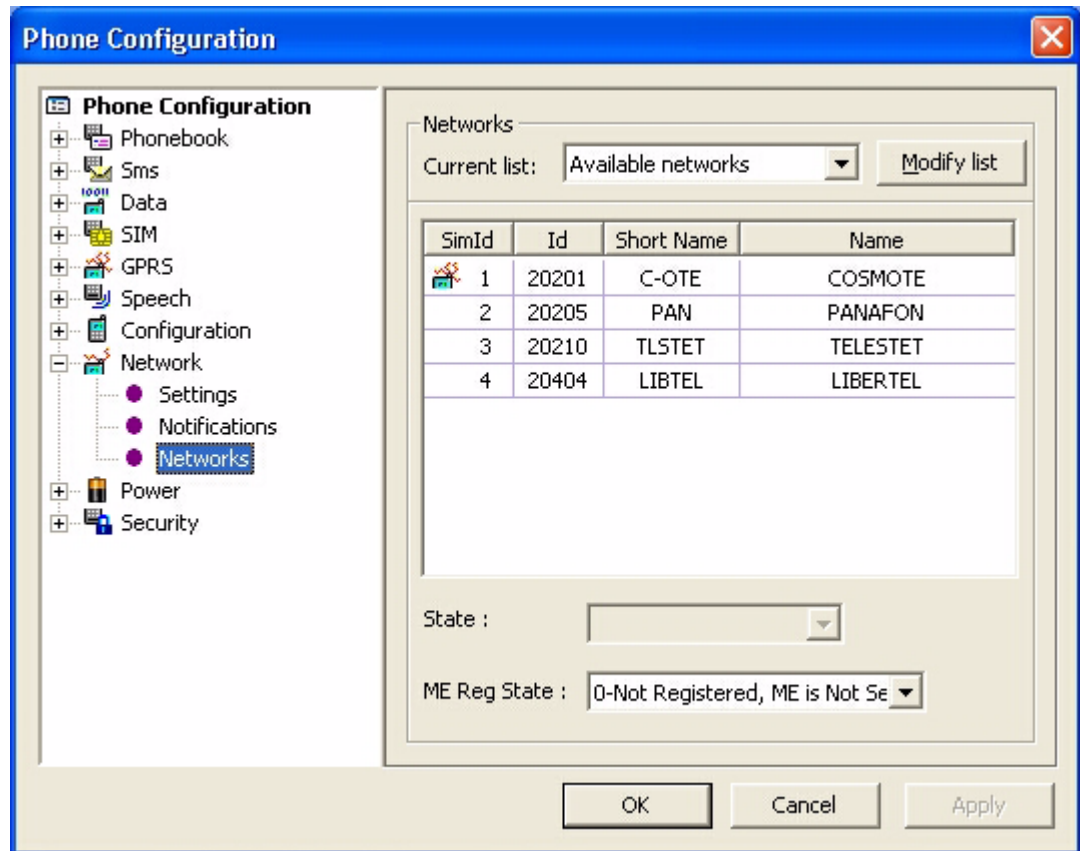 Phone Configuration
Phone Configuration
Phonebook
Sms
Data
SIM
GPRS
Speech
Configuration
Network
Settings
Notifications
Networks
Power
Security
Networks
Current list: Available networks Modify list
SimId Id Short Name Name
1 20201 C-OTE COSMOTE
2 20205 PAN PANAFON
3 20210 TLSTET TELESTET
4 20404 LIBTEL LIBERTEL
State :
ME Reg State : 0-Not Registered, ME is Not Se
OK Cancel Apply